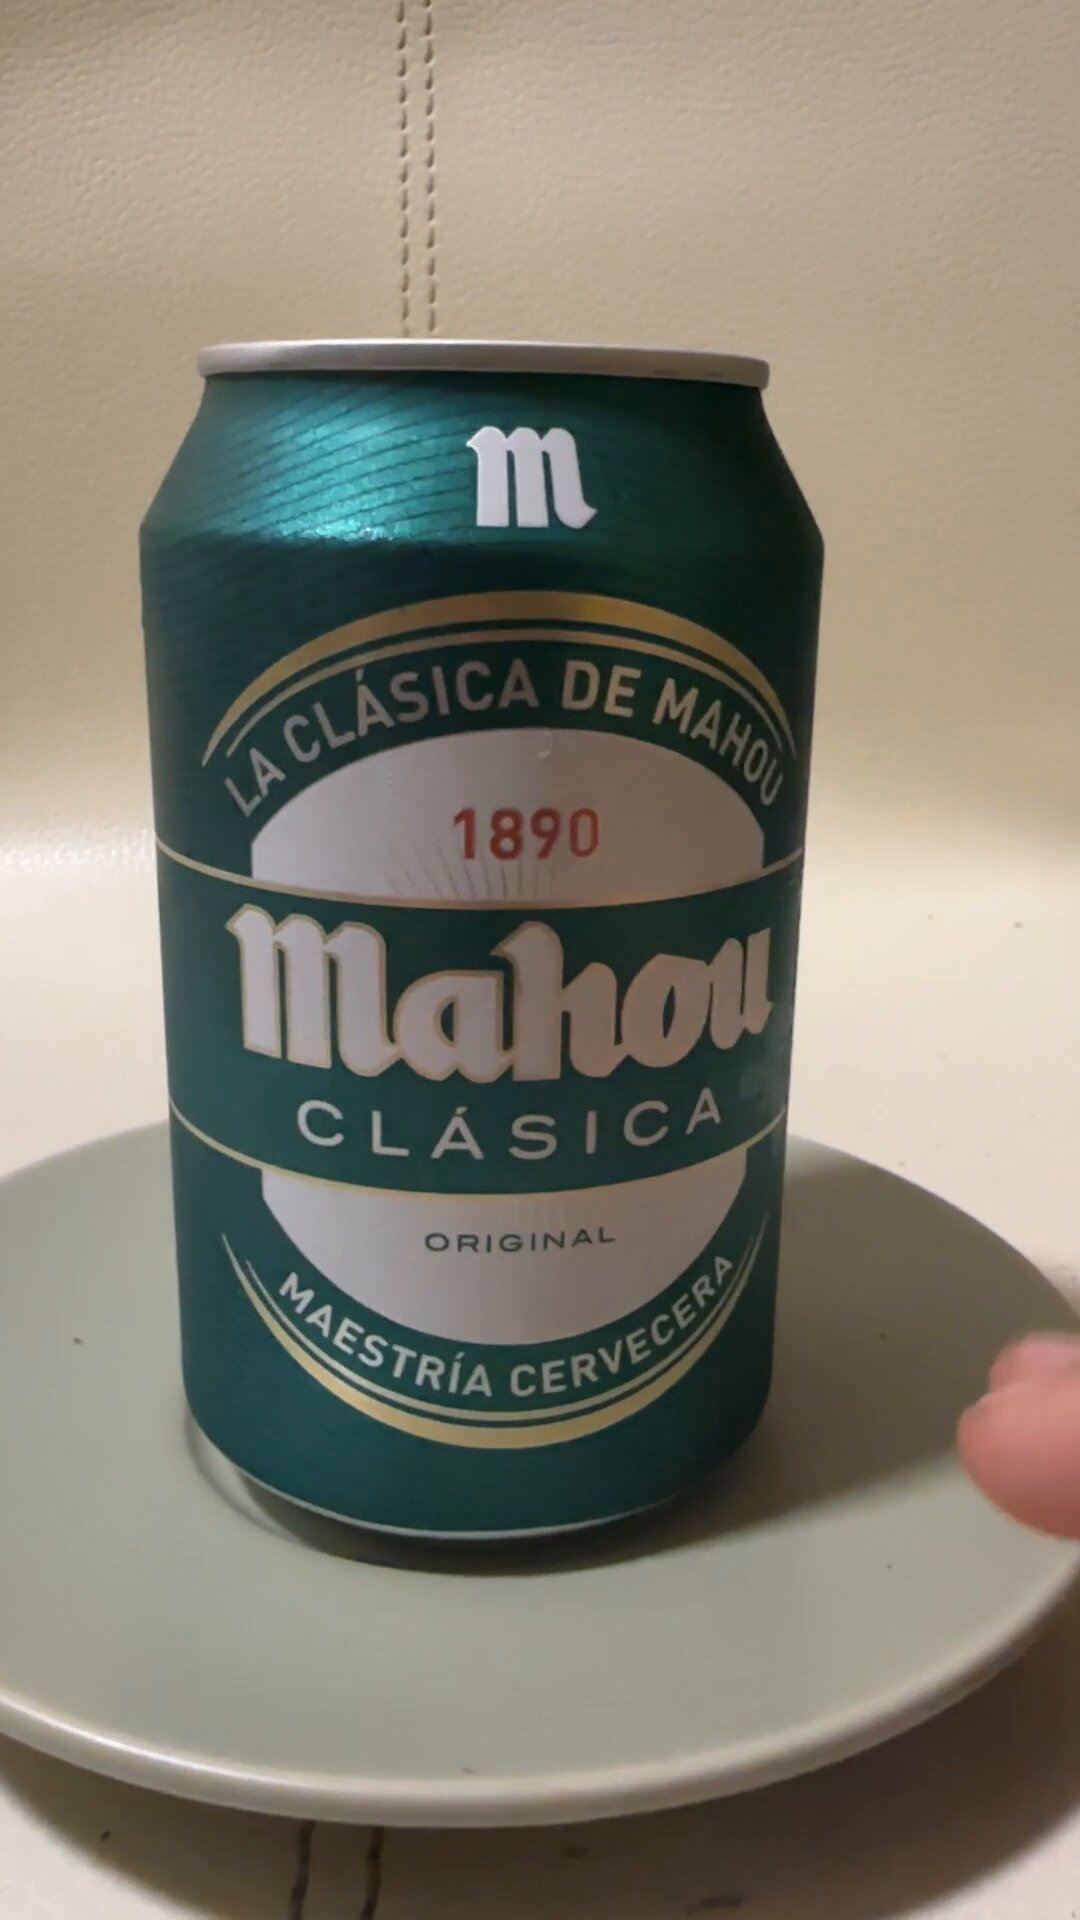 m
LA CLÁSICA DE MAHOU
1890
Mahou
CLÁSICA
ORIGINAL
MAESTRÍA CERVECERA